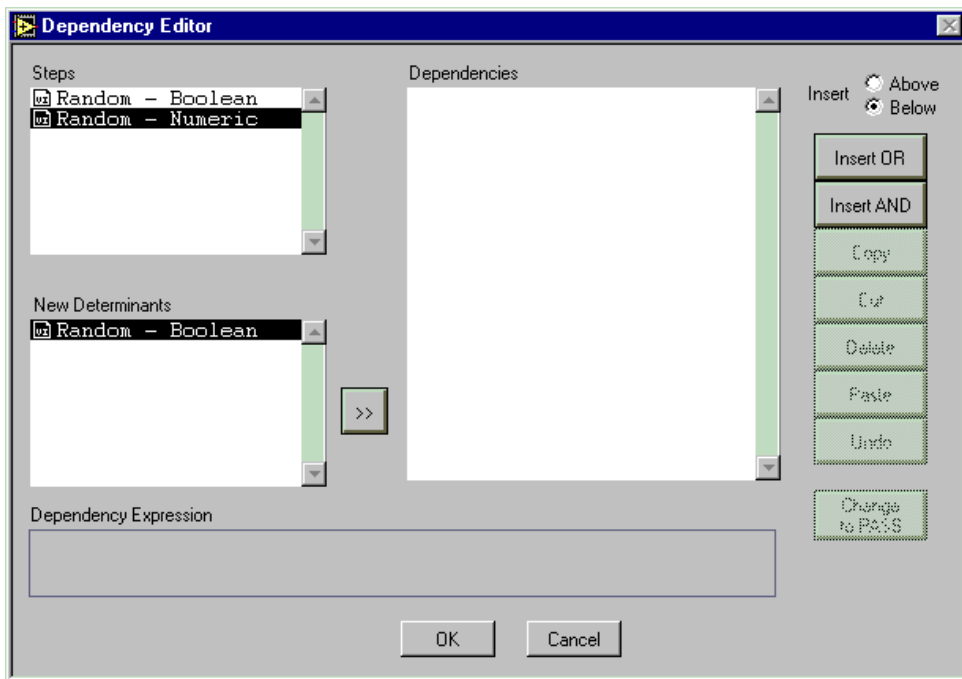 Dependency Editor
Steps
Random - Boolean
Random - Numeric
Dependencies
Insert
Above
Below
Insert OR
Insert AND
Copy
Cut
Delete
Paste
Undo
Change
to PASS
New Determinants
Random - Boolean
>>
Dependency Expression
OK
Cancel